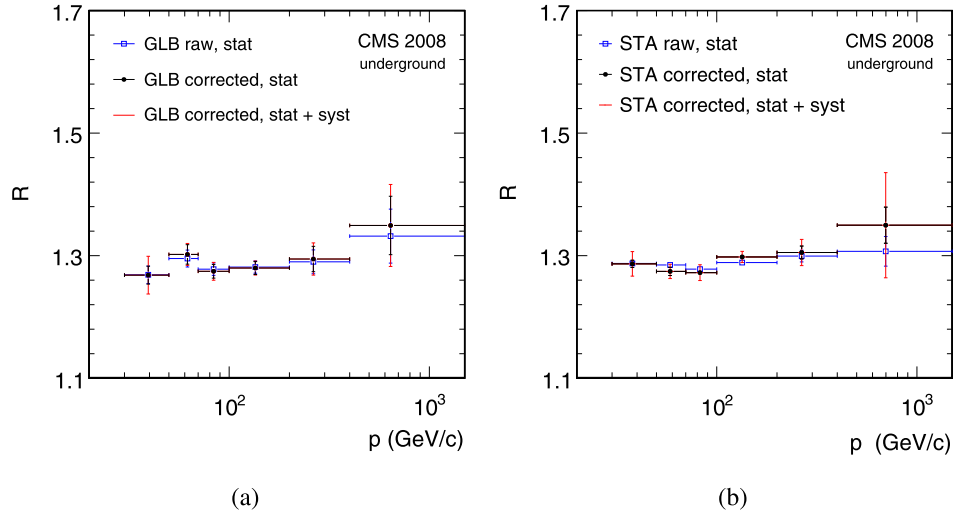 1.7
1.5
1.3
1.1
R
GLB raw, stat
GLB corrected, stat
GLB corrected, stat + syst
CMS 2008
underground
10²
10³
p (GeV/c)
(a)
1.7
1.5
1.3
1.1
R
STA raw, stat
STA corrected, stat
STA corrected, stat + syst
CMS 2008
underground
10²
10³
p (GeV/c)
(b)